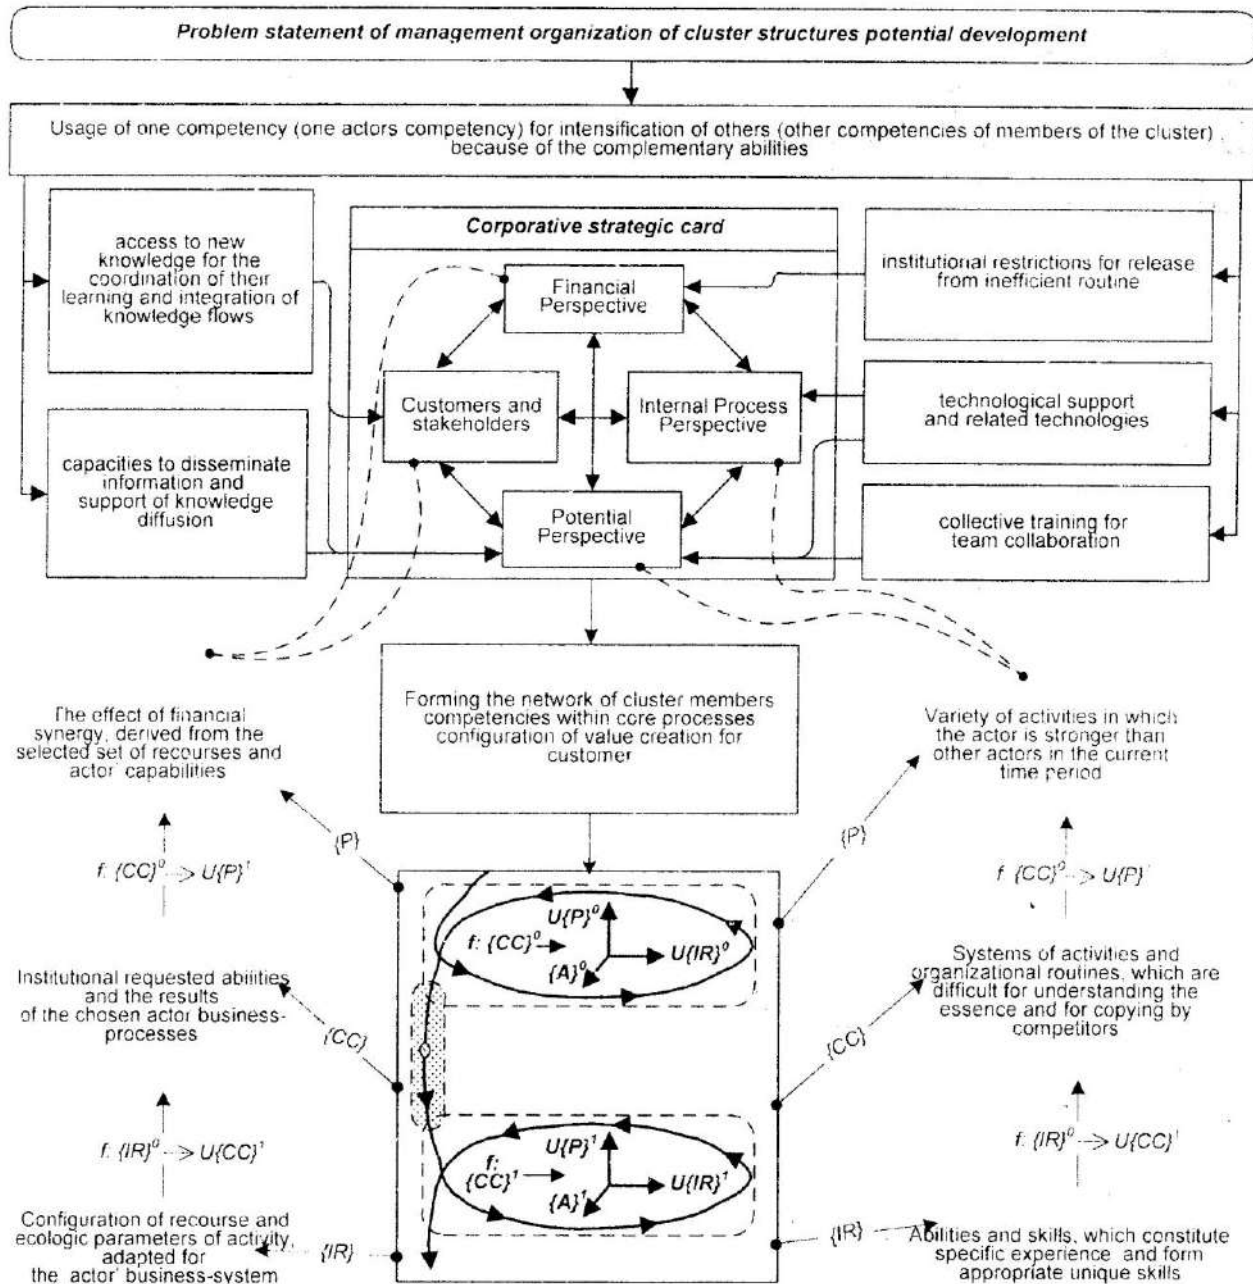 Problem statement of management organization of cluster structures potential development
Usage of one competency (one actors competency) for intensification of others (other competencies of members of the cluster)
because of the complementary abilities
access to new
knowledge for the
coordination of their
learning and integration of
knowledge flows
capacities to disseminate
information and
support of knowledge
diffusion
Corporative strategic card
Financial
Perspective
Customers and
stakeholders
Internal Process
Perspective
Potential
Perspective
institutional restrictions for release
from inefficient routine
technological support
and related technologies
collective training for
team collaboration
Forming the network of cluster members
competencies within core processes
configuration of value creation for
customer
The effect of financial
synergy, derived from the
selected set of recourses and
actor' capabilities
{P}
f: {CC}⁰ -> U{P}¹
Institutional requested abilities
and the results
of the chosen actor business-
processes
{CC}
f: {IR}⁰ -> U{CC}¹
Configuration of recourse and
ecologic parameters of activity,
adapted for
the actor' business-system
{IR}
U{P}⁰
f: {CC}⁰
U{IR}⁰
{A}⁰
U{P}¹
f:
{CC}¹
U{IR}¹
{A}¹
Variety of activities in which
the actor is stronger than
other actors in the current
time period
{P}
f: {CC}⁰ -> U{P}¹
Systems of activities and
organizational routines, which are
difficult for understanding the
essence and for copying by
competitors
{CC}
f: {IR}⁰ -> U{CC}¹
{IR}
Abilities and skills, which constitute
specific experience and form
appropriate unique skills